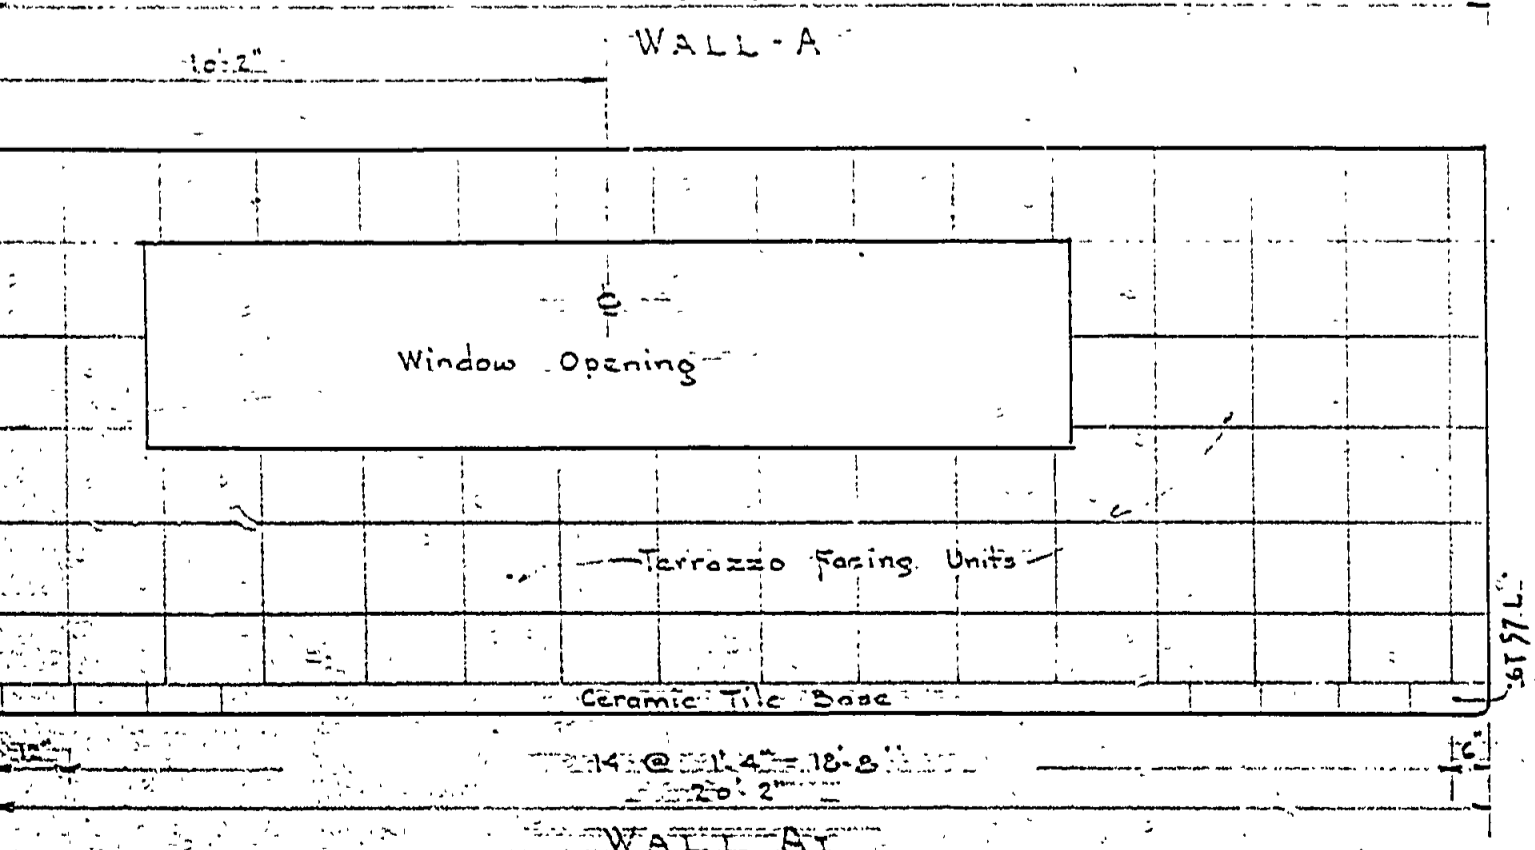 WALL-A
10'-2"
℄
Window Opening
Terrazzo Facing Units
Ceramic Tile Base
14 @ 1'-4" = 18'-8"
6"
20'-2"
WALL